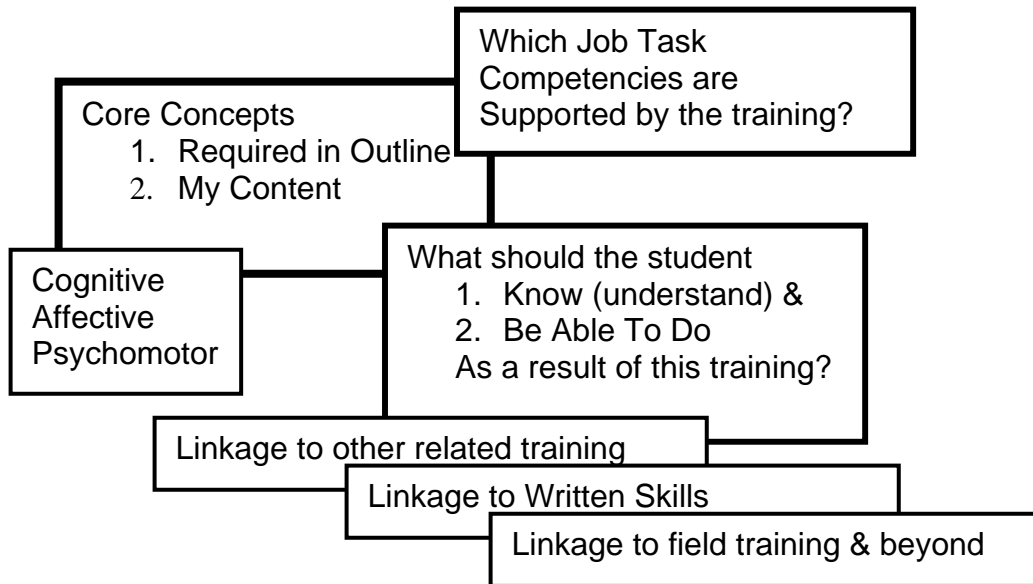 Which Job Task
Competencies are
Supported by the training?
Core Concepts
1. Required in Outline
2. My Content
Cognitive
Affective
Psychomotor
What should the student
1. Know (understand) &
2. Be Able To Do
As a result of this training?
Linkage to other related training
Linkage to Written Skills
Linkage to field training & beyond